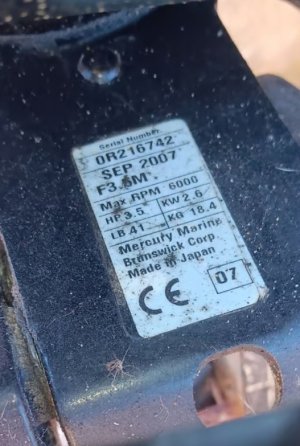 Serial Number
0R216742
SEP 2007
F3.5M
Max RPM 6000
HP 3.5 KW 2.6
LB 41 KG 18.4
Mercury Marine
Brunswick Corp
Made in Japan
CE 07